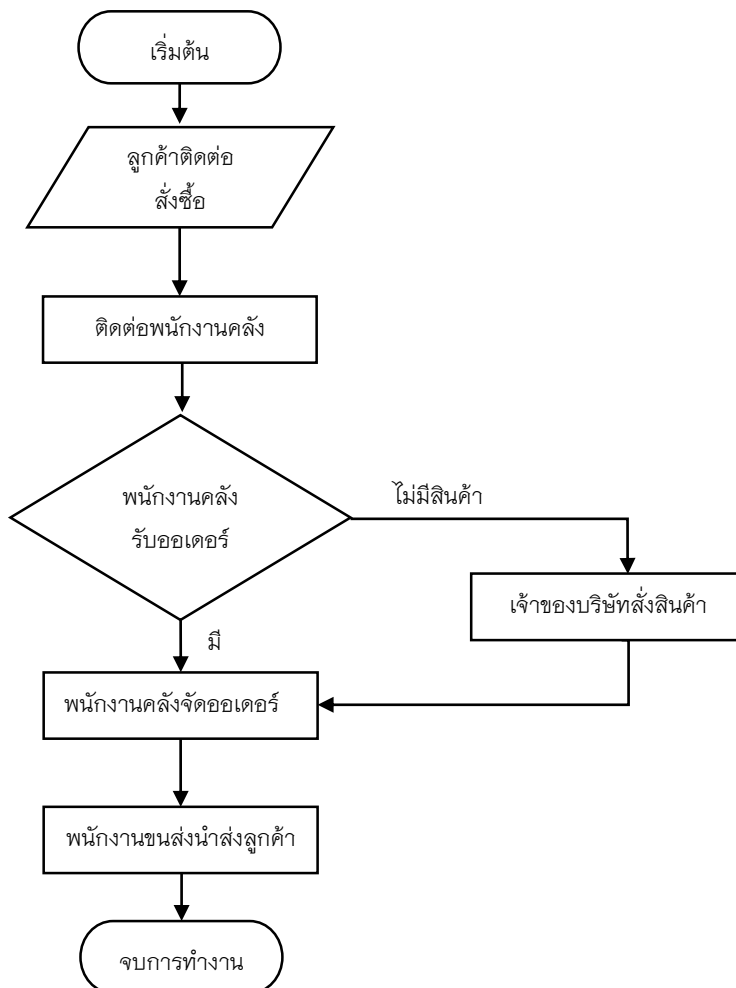 เริ่มต้น
ลูกค้าติดต่อ
สั่งซื้อ
ติดต่อพนักงานคลัง
พนักงานคลัง
รับออเดอร์
ไม่มีสินค้า
เจ้าของบริษัทสั่งสินค้า
มี
พนักงานคลังจัดออเดอร์
พนักงานขนส่งนำส่งลูกค้า
จบการทำงาน